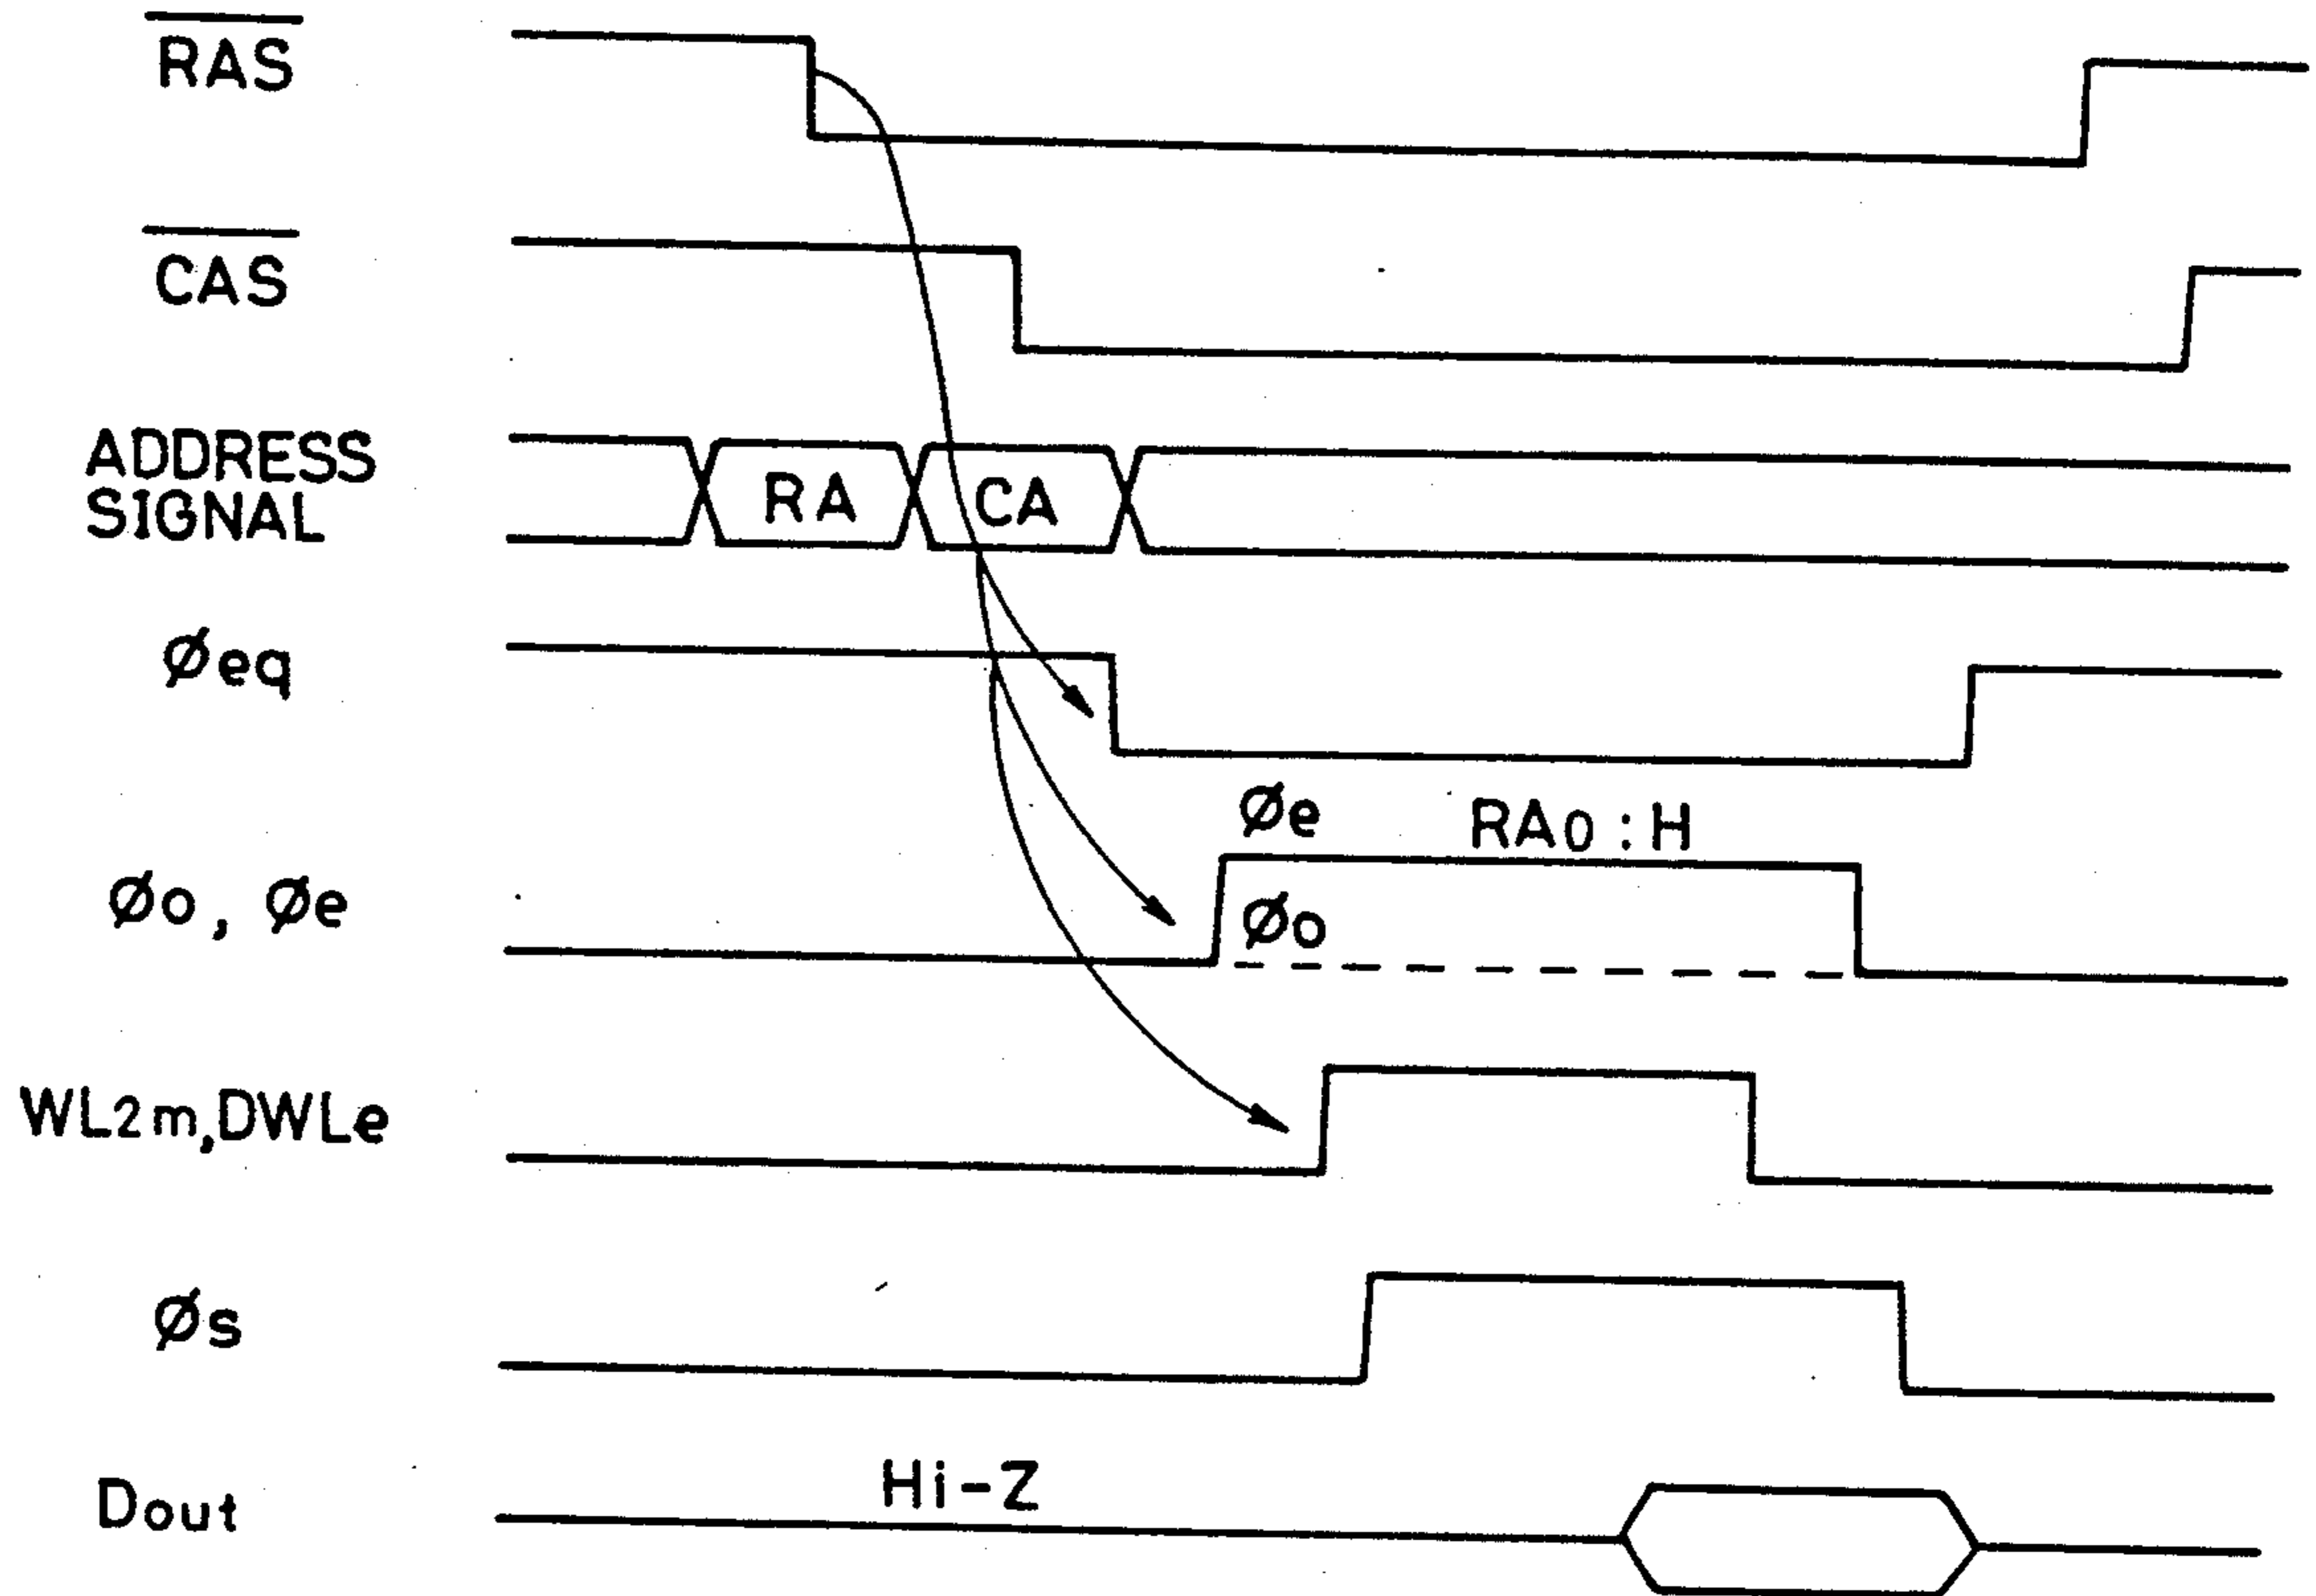 RAS
CAS
ADDRESS
SIGNAL
RA
CA
Øeq
Øe
RA0:H
Øo, Øe
Øo
WL2m,DWLe
Øs
Hi-Z
Dout